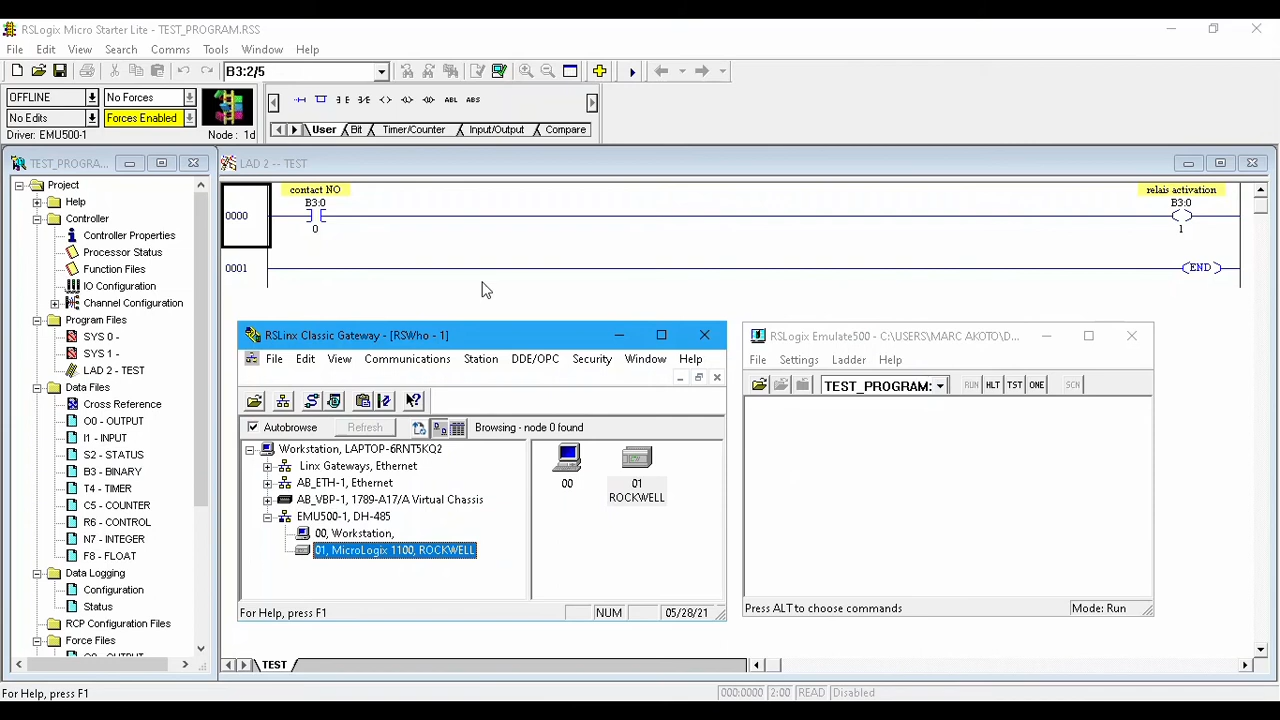 RSLogix Micro Starter Lite - TEST_PROGRAM.RSS
File Edit View Search Comms Tools Window Help
B3:2/5
OFFLINE No Forces
No Edits Forces Enabled
Driver: EMU500-1 Node : 1d
ABL ABS
User Bit Timer/Counter Input/Output Compare
TEST_PROGRA...
Project
Help
Controller
Controller Properties
Processor Status
Function Files
IO Configuration
Channel Configuration
Program Files
SYS 0 -
SYS 1 -
LAD 2 - TEST
Data Files
Cross Reference
O0 - OUTPUT
I1 - INPUT
S2 - STATUS
B3 - BINARY
T4 - TIMER
C5 - COUNTER
R6 - CONTROL
N7 - INTEGER
F8 - FLOAT
Data Logging
Configuration
Status
RCP Configuration Files
Force Files
LAD 2 -- TEST
contact NO relais activation
B3:0 B3:0
0000
0 1
0001 END
RSLinx Classic Gateway - [RSWho - 1]
File Edit View Communications Station DDE/OPC Security Window Help
Autobrowse Refresh Browsing - node 0 found
Workstation, LAPTOP-6RNT5KQ2
Linx Gateways, Ethernet
AB_ETH-1, Ethernet
AB_VBP-1, 1789-A17/A Virtual Chassis
EMU500-1, DH-485
00, Workstation,
01, MicroLogix 1100, ROCKWELL
00 01
ROCKWELL
For Help, press F1 NUM 05/28/21
RSLogix Emulate500 - C:\USERS\MARC AKOTO\D...
File Settings Ladder Help
TEST_PROGRAM: RUN HLT TST ONE SCN
Press ALT to choose commands Mode: Run
TEST
For Help, press F1 000:0000 2:00 READ Disabled